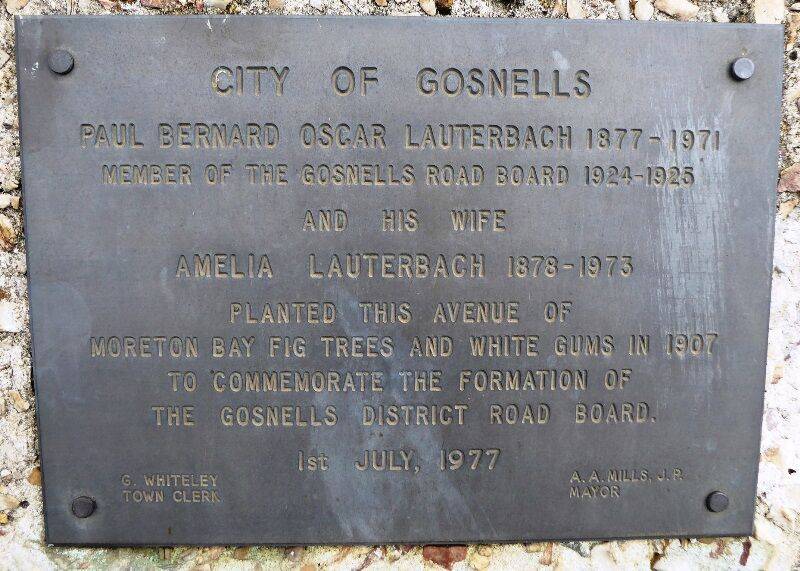 CITY OF GOSNELLS
PAUL BERNARD OSCAR LAUTERBACH 1877-1971
MEMBER OF THE GOSNELLS ROAD BOARD 1924-1925
AND HIS WIFE
AMELIA LAUTERBACH 1878-1973
PLANTED THIS AVENUE OF
MORETON BAY FIG TREES AND WHITE GUMS IN 1907
TO COMMEMORATE THE FORMATION OF
THE GOSNELLS DISTRICT ROAD BOARD.
1st JULY, 1977
G. WHITELEY
TOWN CLERK
A. A. MILLS, J.P.
MAYOR